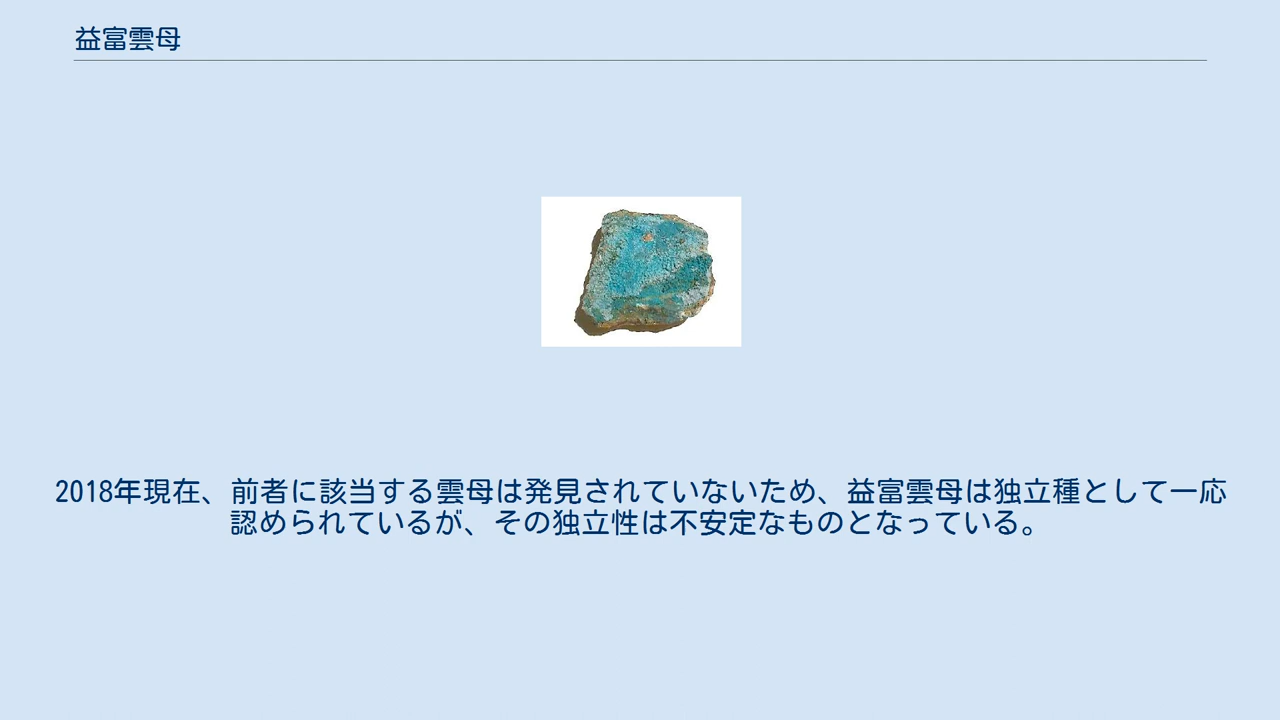 益富雲母
2018年現在、前者に該当する雲母は発見されていないため、益富雲母は独立種として一応
認められているが、その独立性は不安定なものとなっている。